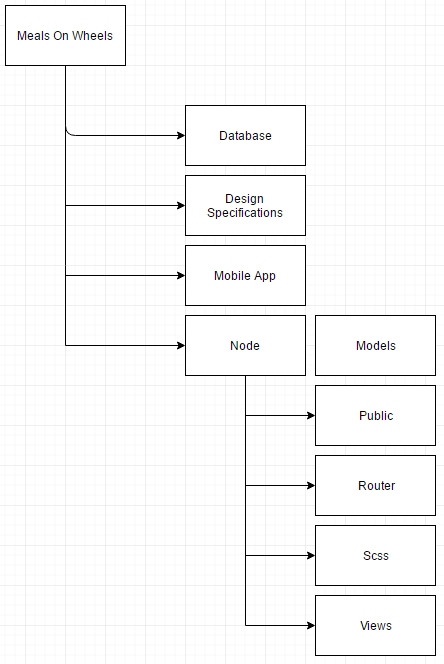 Meals On Wheels
Database
Design
Specifications
Mobile App
Node
Models
Public
Router
Scss
Views